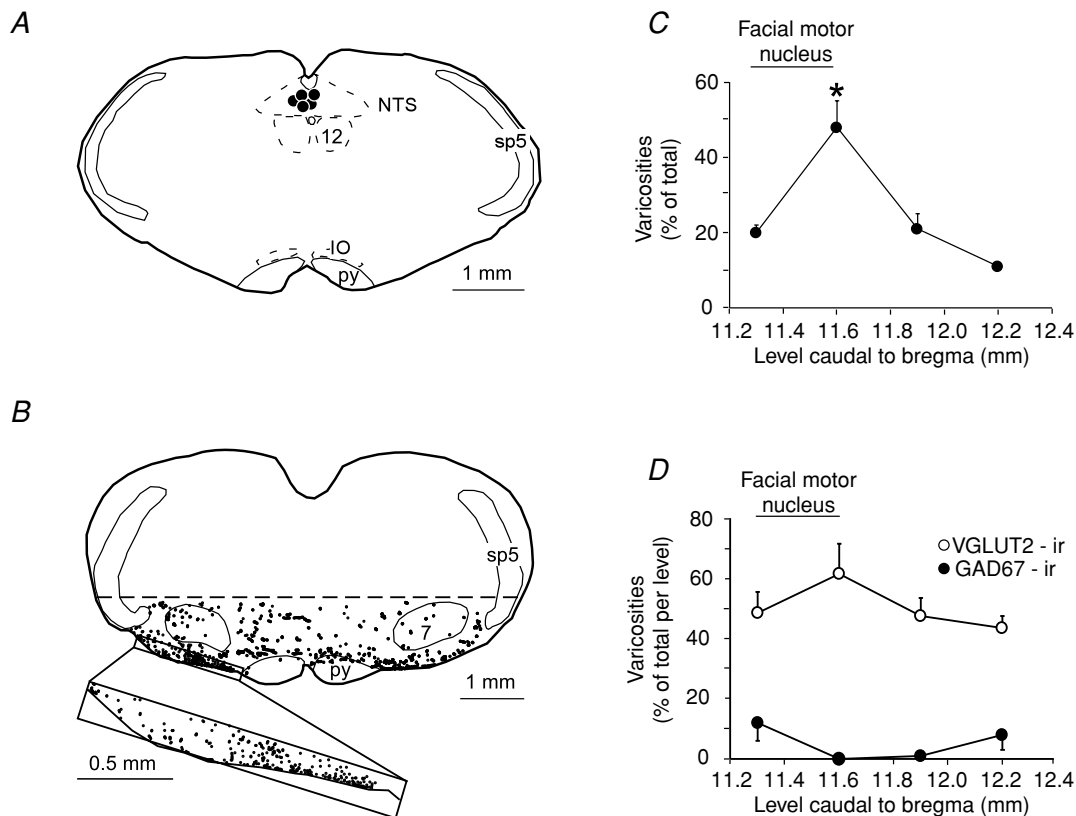 A
NTS
12
sp5
IO
py
1 mm
B
sp5
7
py
1 mm
0.5 mm
C
Facial motor
nucleus
*
Varicosities
(% of total)
60
40
20
0
11.2 11.4 11.6 11.8 12.0 12.2 12.4
Level caudal to bregma (mm)
D
Facial motor
nucleus
VGLUT2 - ir
GAD67 - ir
Varicosities
(% of total per level)
80
60
40
20
0
11.2 11.4 11.6 11.8 12.0 12.2 12.4
Level caudal to bregma (mm)